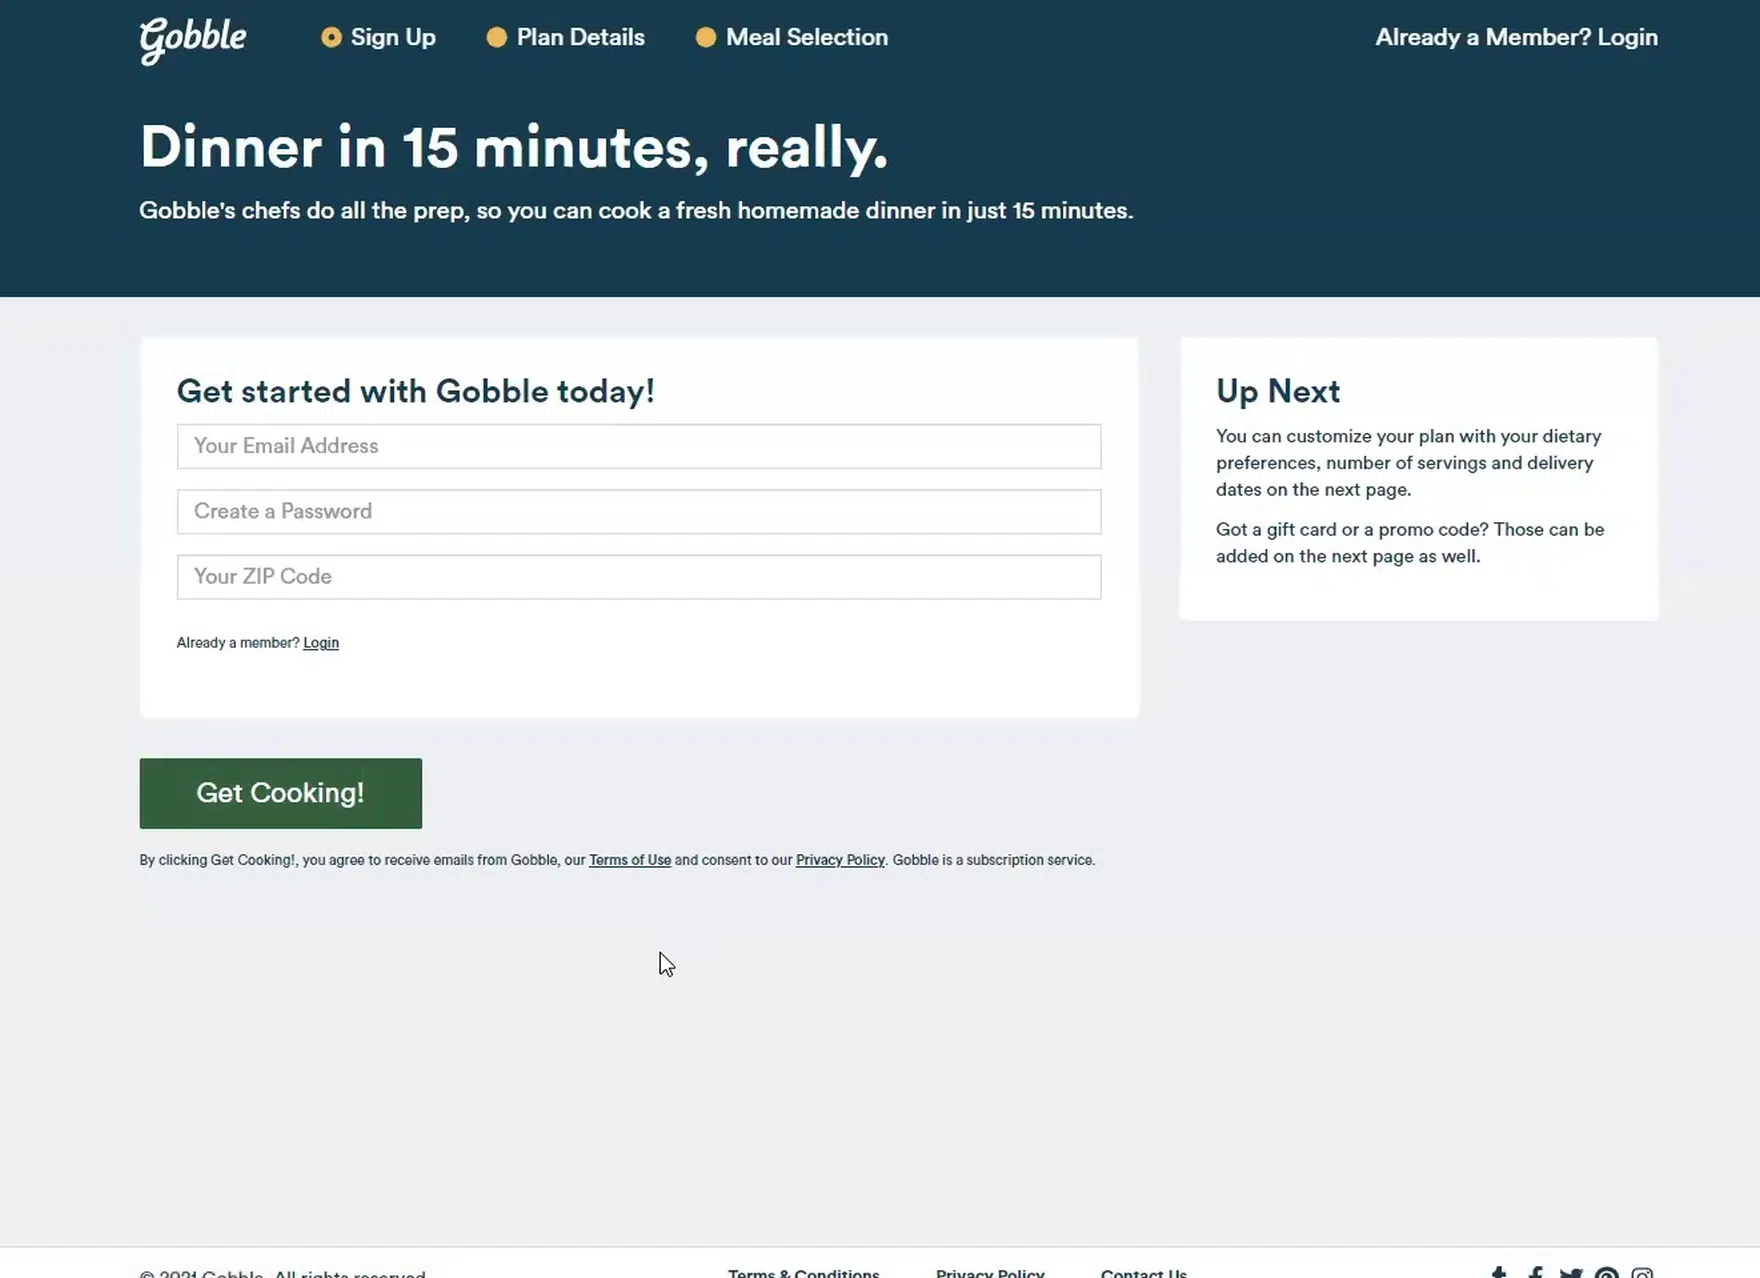 Gobble
Sign Up
Plan Details
Meal Selection
Already a Member? Login
Dinner in 15 minutes, really.
Gobble's chefs do all the prep, so you can cook a fresh homemade dinner in just 15 minutes.
Get started with Gobble today!
Your Email Address
Create a Password
Your ZIP Code
Already a member? Login
Up Next
You can customize your plan with your dietary
preferences, number of servings and delivery
dates on the next page.
Got a gift card or a promo code? Those can be
added on the next page as well.
Get Cooking!
By clicking Get Cooking!, you agree to receive emails from Gobble, our Terms of Use and consent to our Privacy Policy. Gobble is a subscription service.
© 2021 Gobble. All rights reserved.
Terms & Conditions
Privacy Policy
Contact Us